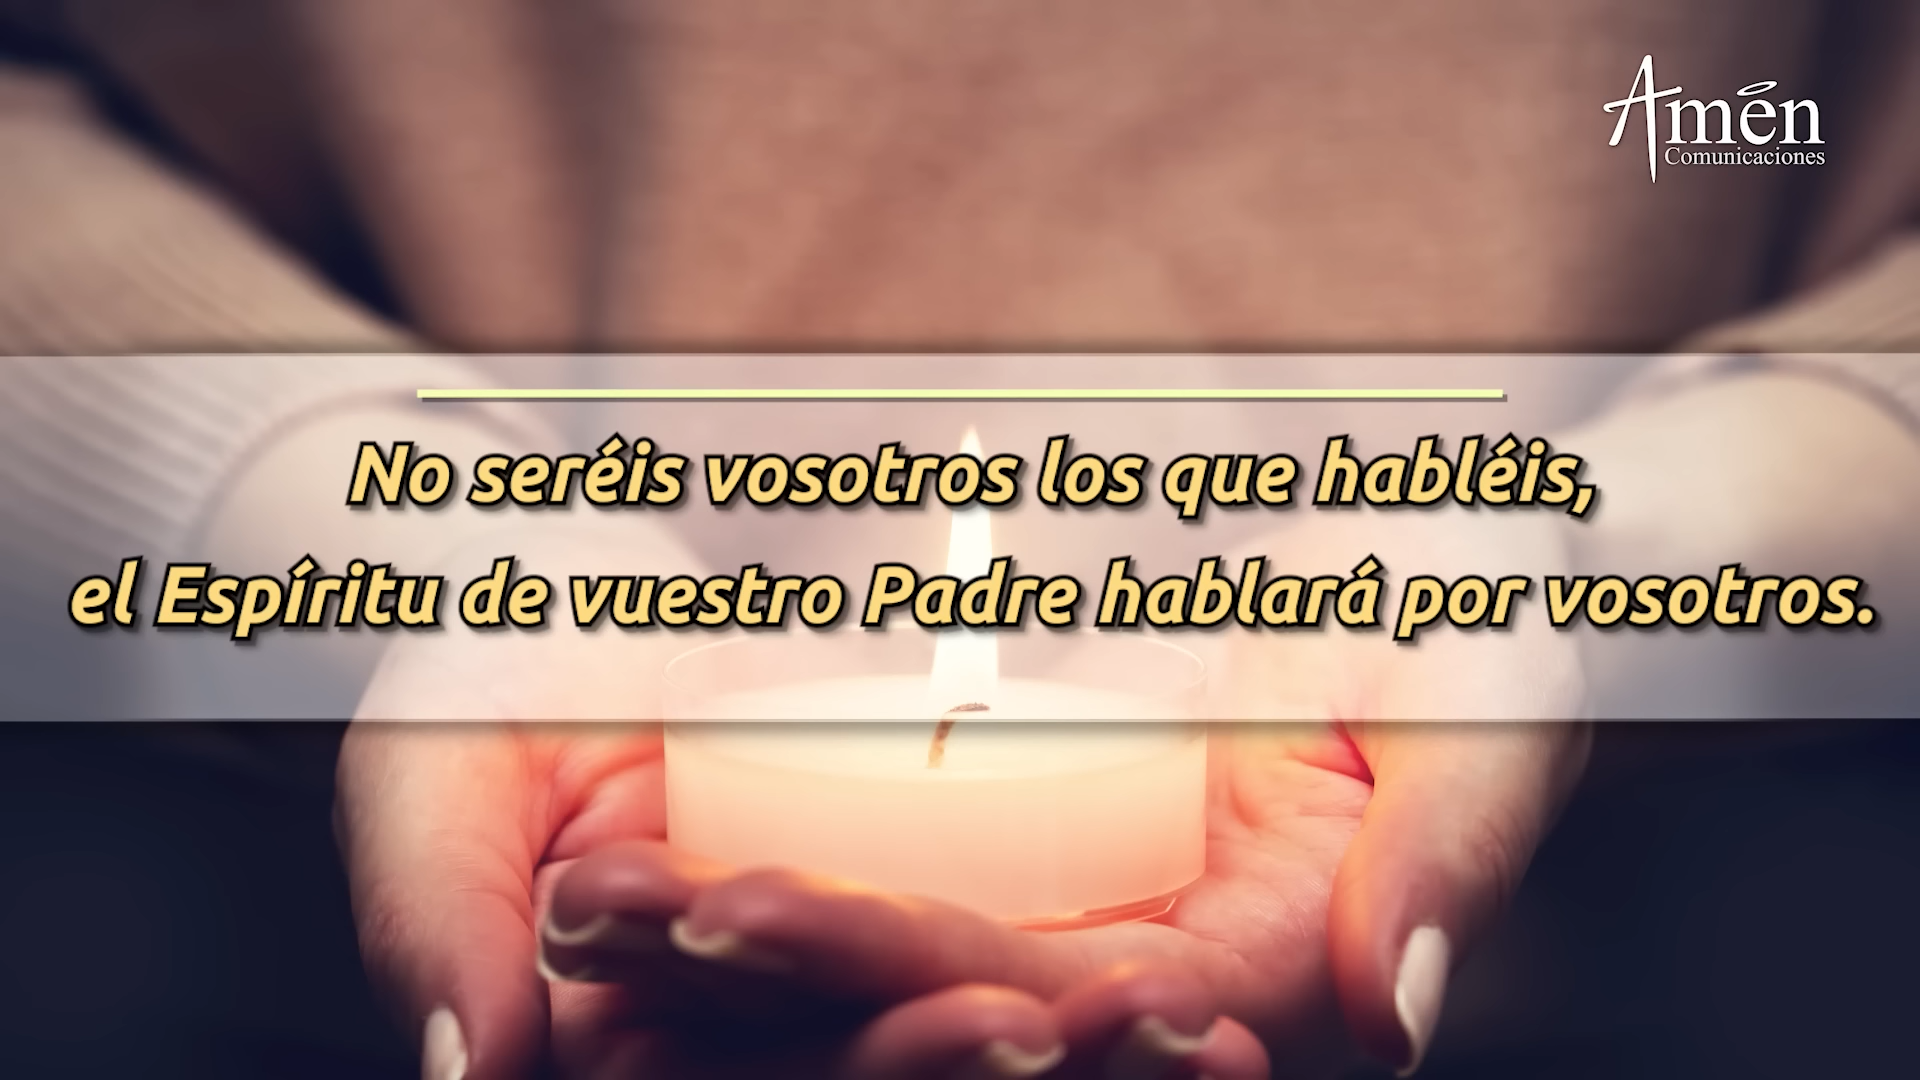 Amén
Comunicaciones
No seréis vosotros los que habléis,
el Espíritu de vuestro Padre hablará por vosotros.